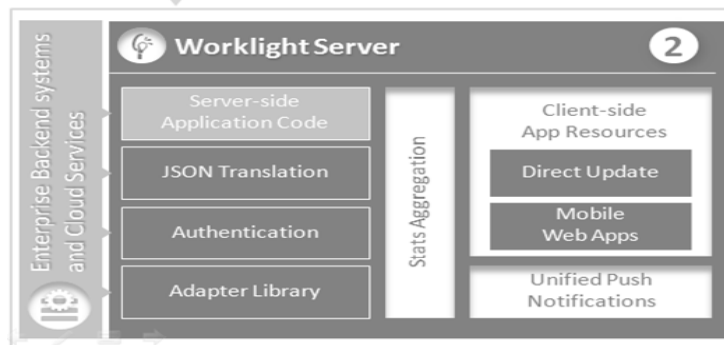 Enterprise Backend systems
and Cloud Services
Worklight Server
2
Server-side
Application Code
JSON Translation
Authentication
Adapter Library
Stats Aggregation
Client-side
App Resources
Direct Update
Mobile
Web Apps
Unified Push
Notifications